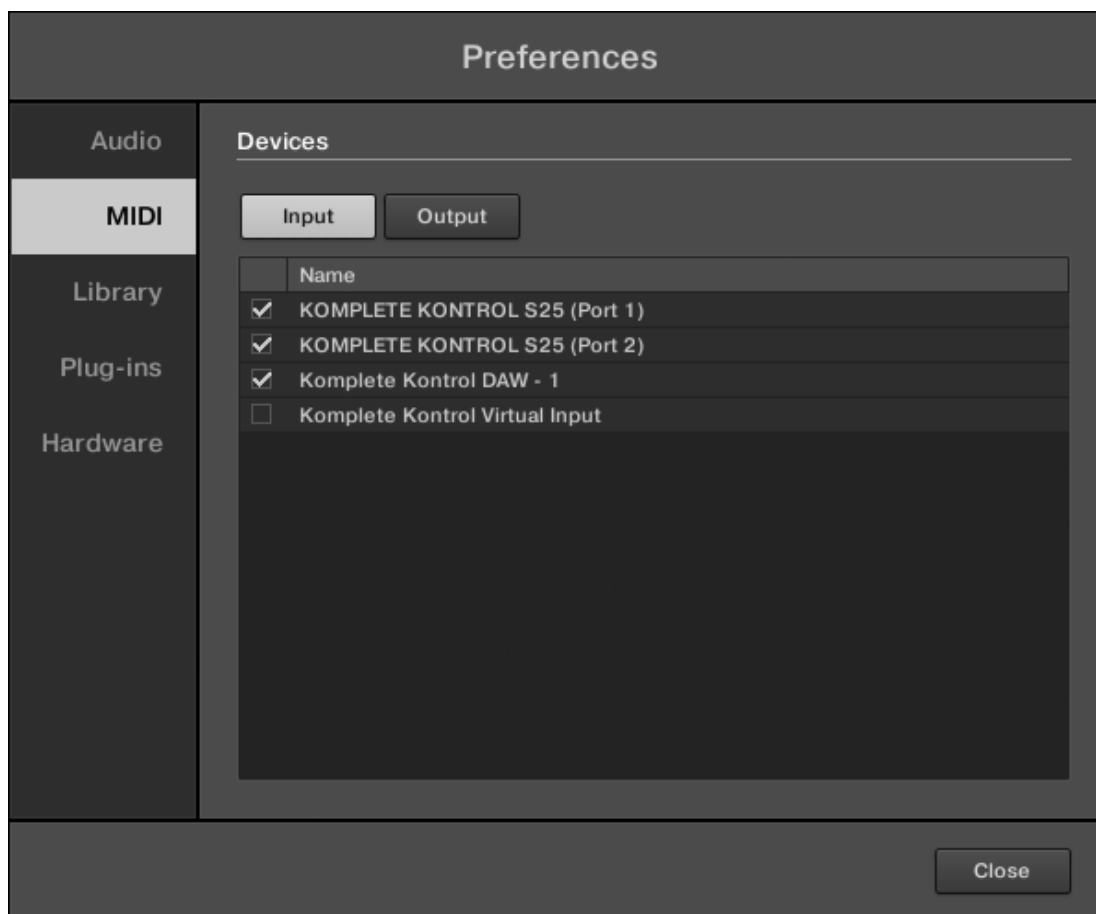 Preferences
Audio
MIDI
Library
Plug-ins
Hardware
Devices
Input Output
Name
KOMPLETE KONTROL S25 (Port 1)
KOMPLETE KONTROL S25 (Port 2)
Komplete Kontrol DAW - 1
Komplete Kontrol Virtual Input
Close